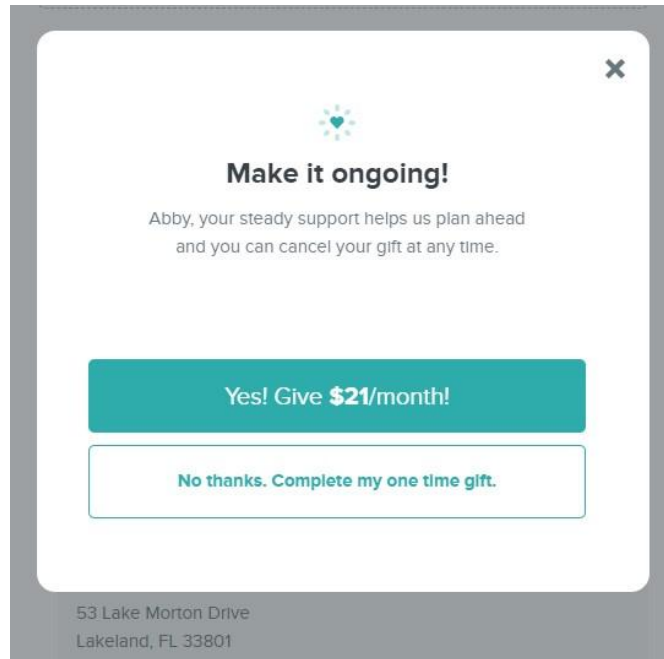 Make it ongoing!
Abby, your steady support helps us plan ahead
and you can cancel your gift at any time.
Yes! Give $21/month!
No thanks. Complete my one time gift.
53 Lake Morton Drive
Lakeland, FL 33801